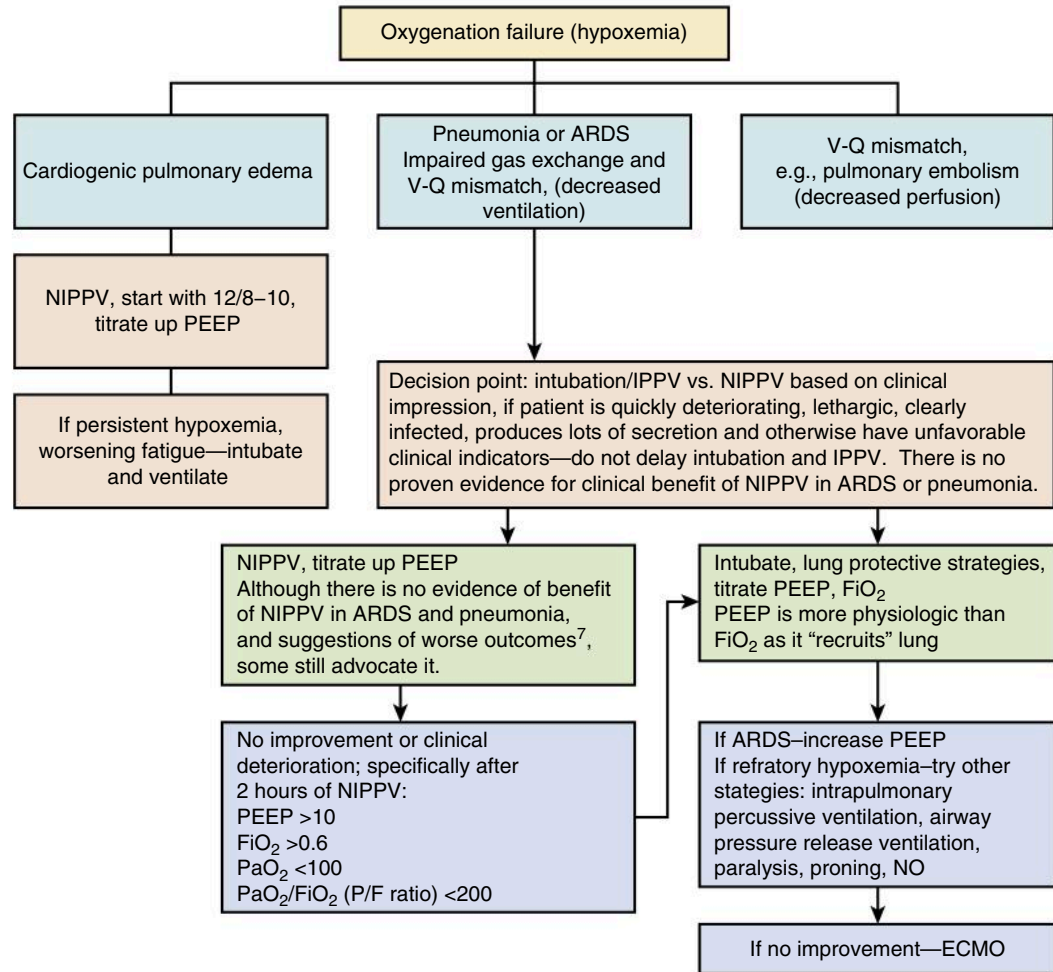 Oxygenation failure (hypoxemia)
Cardiogenic pulmonary edema
Pneumonia or ARDS
Impaired gas exchange and
V-Q mismatch, (decreased
ventilation)
V-Q mismatch,
e.g., pulmonary embolism
(decreased perfusion)
NIPPV, start with 12/8–10,
titrate up PEEP
If persistent hypoxemia,
worsening fatigue—intubate
and ventilate
Decision point: intubation/IPPV vs. NIPPV based on clinical
impression, if patient is quickly deteriorating, lethargic, clearly
infected, produces lots of secretion and otherwise have unfavorable
clinical indicators—do not delay intubation and IPPV. There is no
proven evidence for clinical benefit of NIPPV in ARDS or pneumonia.
NIPPV, titrate up PEEP
Although there is no evidence of benefit
of NIPPV in ARDS and pneumonia,
and suggestions of worse outcomes⁷,
some still advocate it.
Intubate, lung protective strategies,
titrate PEEP, FiO₂
PEEP is more physiologic than
FiO₂ as it “recruits” lung
No improvement or clinical
deterioration; specifically after
2 hours of NIPPV:
PEEP >10
FiO₂ >0.6
PaO₂ <100
PaO₂/FiO₂ (P/F ratio) <200
If ARDS–increase PEEP
If refratory hypoxemia–try other
stategies: intrapulmonary
percussive ventilation, airway
pressure release ventilation,
paralysis, proning, NO
If no improvement—ECMO